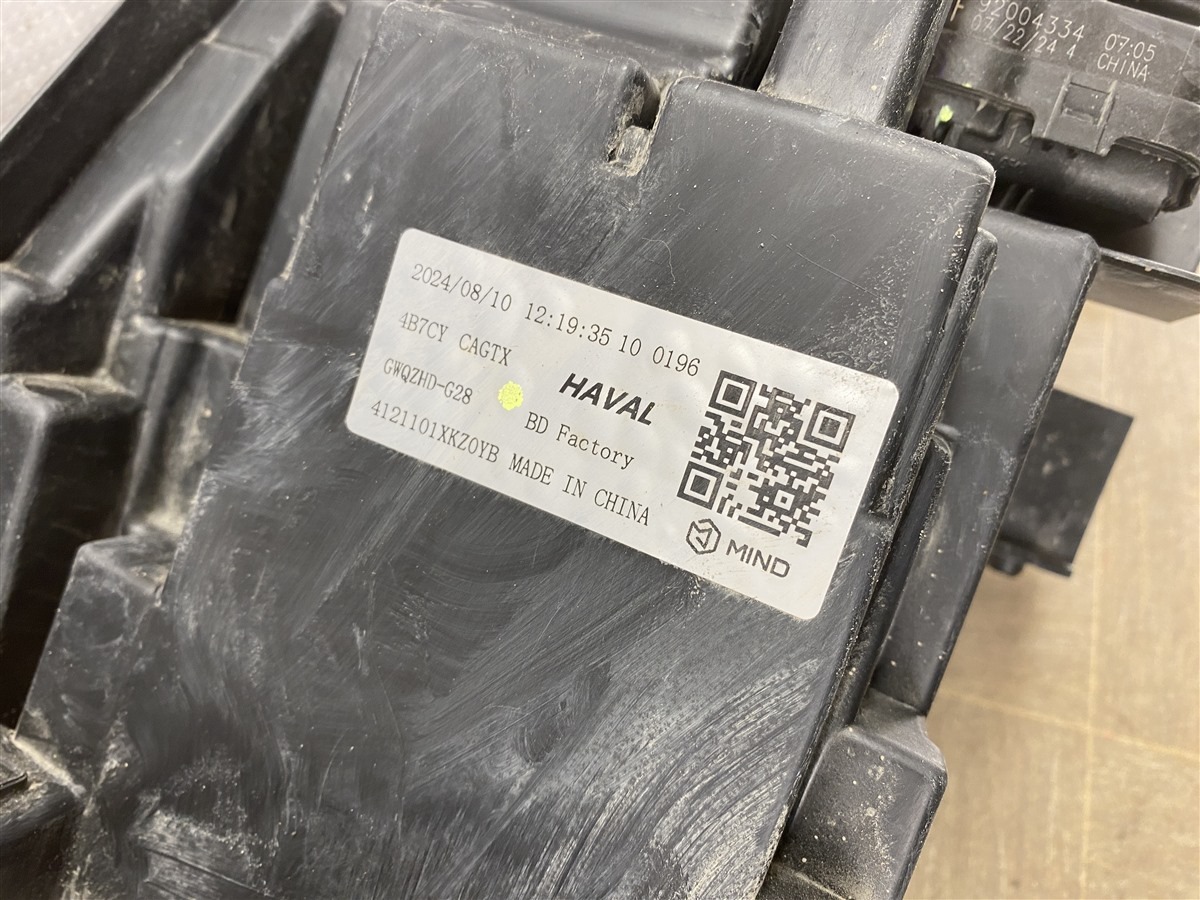 92004334 07:05
07/22/24 4 CHINA
2024/08/10 12:19:35 10 0196
4B7CY CAGTX
HAVAL
GWQZHD-G28
BD Factory
4121101XKZ0YB MADE IN CHINA
MIND